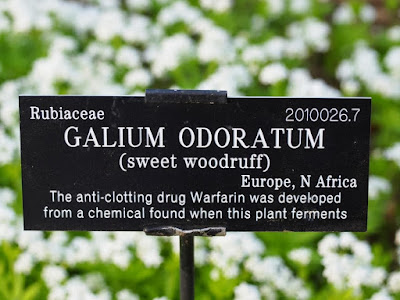 Rubiaceae 2010026.7
GALIUM ODORATUM
(sweet woodruff)
Europe, N Africa
The anti-clotting drug Warfarin was developed
from a chemical found when this plant ferments